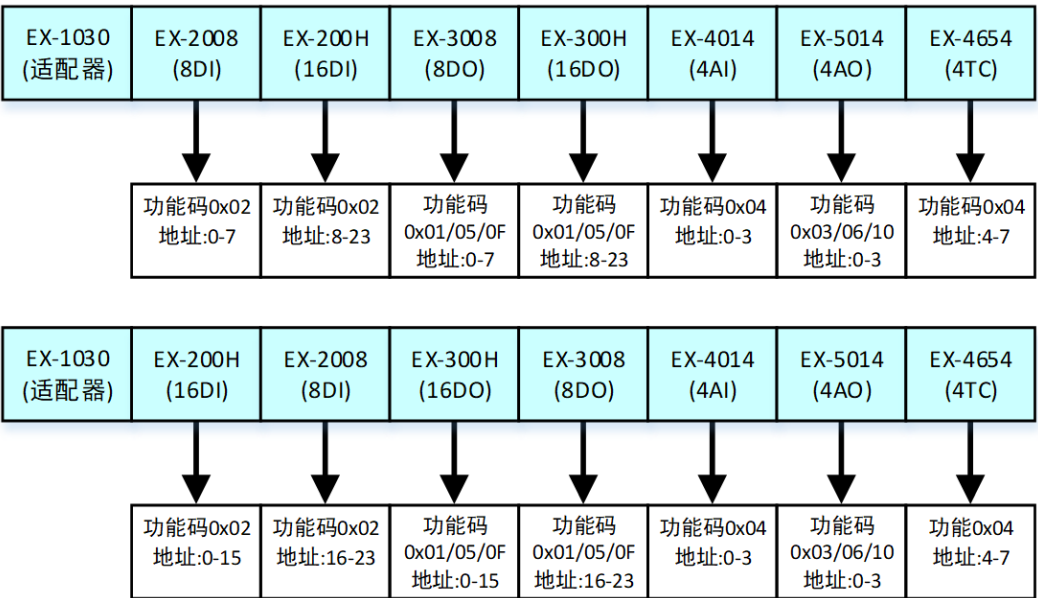 EX-1030
(适配器)
EX-2008
(8DI)
EX-200H
(16DI)
EX-3008
(8DO)
EX-300H
(16DO)
EX-4014
(4AI)
EX-5014
(4AO)
EX-4654
(4TC)
功能码0x02
地址:0-7
功能码0x02
地址:8-23
功能码
0x01/05/0F
地址:0-7
功能码
0x01/05/0F
地址:8-23
功能码0x04
地址:0-3
功能码
0x03/06/10
地址:0-3
功能码0x04
地址:4-7
EX-1030
(适配器)
EX-200H
(16DI)
EX-2008
(8DI)
EX-300H
(16DO)
EX-3008
(8DO)
EX-4014
(4AI)
EX-5014
(4AO)
EX-4654
(4TC)
功能码0x02
地址:0-15
功能码0x02
地址:16-23
功能码
0x01/05/0F
地址:0-15
功能码
0x01/05/0F
地址:16-23
功能码0x04
地址:0-3
功能码
0x03/06/10
地址:0-3
功能0x04
地址:4-7